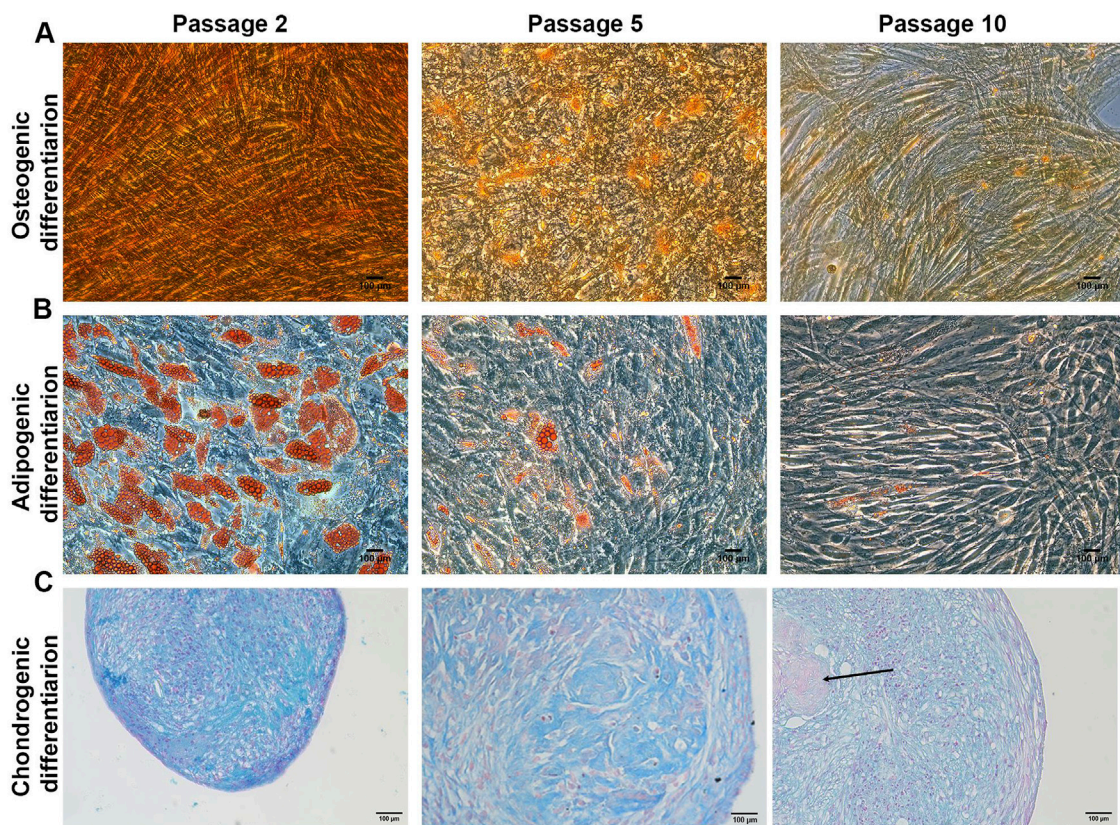 Passage 2
Passage 5
Passage 10
A
Osteogenic
differentiarion
100 µm
100 µm
100 µm
B
Adipogenic
differentiarion
100 µm
100 µm
100 µm
C
Chondrogenic
differentiarion
100 µm
100 µm
100 µm